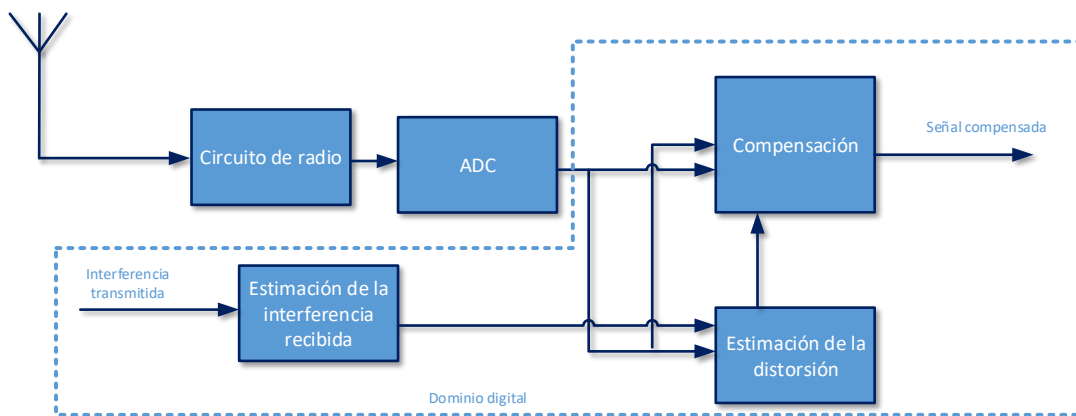 Circuito de radio
ADC
Compensación
Señal compensada
Interferencia
transmitida
Estimación de la
interferencia
recibida
Estimación de la
distorsión
Dominio digital